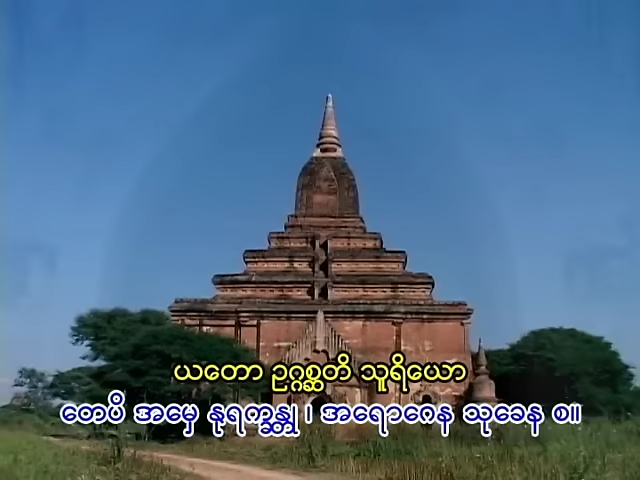 ယတော ဥဂ္ဂစ္ဆတိ သူရိယော
တေပိ အမှေ နုရက္ခန္တု၊ အရောဂေန သုခေန စ။